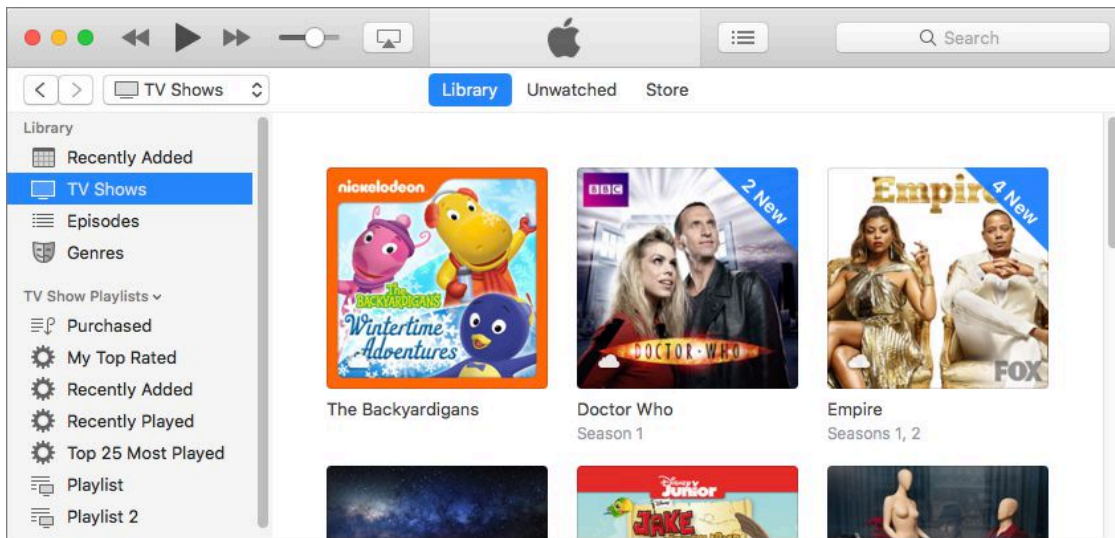 Search
TV Shows
Library
Unwatched
Store
Library
Recently Added
TV Shows
Episodes
Genres
TV Show Playlists
Purchased
My Top Rated
Recently Added
Recently Played
Top 25 Most Played
Playlist
Playlist 2
nickelodeon
The
BACKYARDIGANS
Wintertime
Adventures
The Backyardigans
BBC
2 New
DOCTOR·WHO
Doctor Who
Season 1
Empire
4 New
FOX
Empire
Seasons 1, 2
Disney
Junior
JAKE